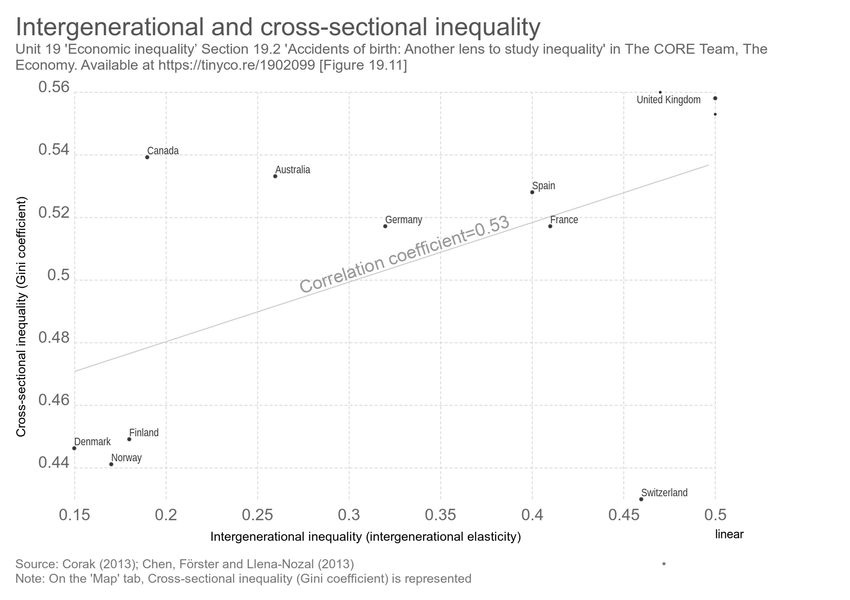 Intergenerational and cross-sectional inequality
Unit 19 'Economic inequality' Section 19.2 'Accidents of birth: Another lens to study inequality' in The CORE Team, The
Economy. Available at https://tinyco.re/1902099 [Figure 19.11]
0.56
United Kingdom
0.54
Canada
Australia
Spain
0.52
Germany
France
Correlation coefficient=0.53
0.5
0.48
0.46
Denmark
Finland
Norway
0.44
Switzerland
Cross-sectional inequality (Gini coefficient)
0.15
0.2
0.25
0.3
0.35
0.4
0.45
0.5
Intergenerational inequality (intergenerational elasticity)
linear
Source: Corak (2013); Chen, Förster and Llena-Nozal (2013)
Note: On the 'Map' tab, Cross-sectional inequality (Gini coefficient) is represented